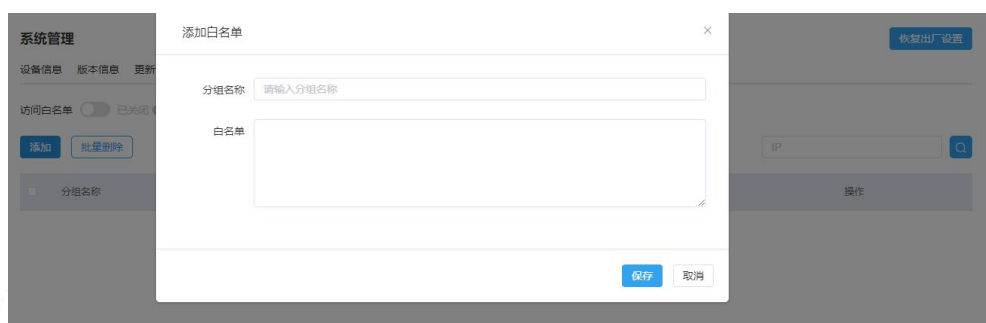 系统管理
恢复出厂设置
设备信息 版本信息 更新
访问白名单 已关闭
添加 批量删除
IP
分组名称
操作
添加白名单
分组名称 请输入分组名称
白名单
保存 取消